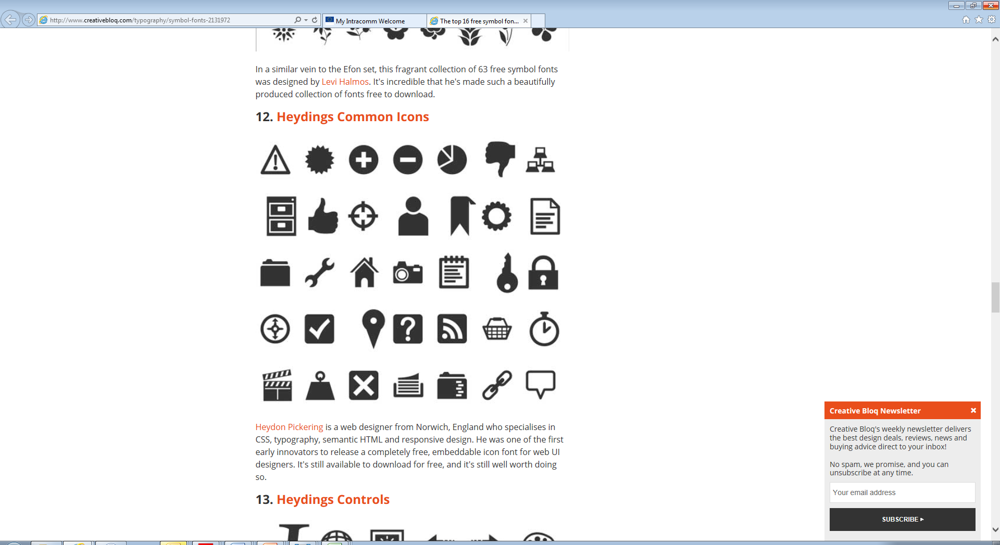 http://www.creativebloq.com/typography/symbol-fonts-2131972
My Intracomm Welcome
The top 16 free symbol fon...
In a similar vein to the Efon set, this fragrant collection of 63 free symbol fonts
was designed by Levi Halmos. It's incredible that he's made such a beautifully
produced collection of fonts free to download.
12. Heydings Common Icons
Heydon Pickering is a web designer from Norwich, England who specialises in
CSS, typography, semantic HTML and responsive design. He was one of the first
early innovators to release a completely free, embeddable icon font for web UI
designers. It's still available to download for free, and it's still well worth doing
so.
13. Heydings Controls
Creative Bloq Newsletter
Creative Bloq's weekly newsletter delivers
the best design deals, reviews, news and
buying advice direct to your inbox!
No spam, we promise, and you can
unsubscribe at any time.
Your email address
SUBSCRIBE